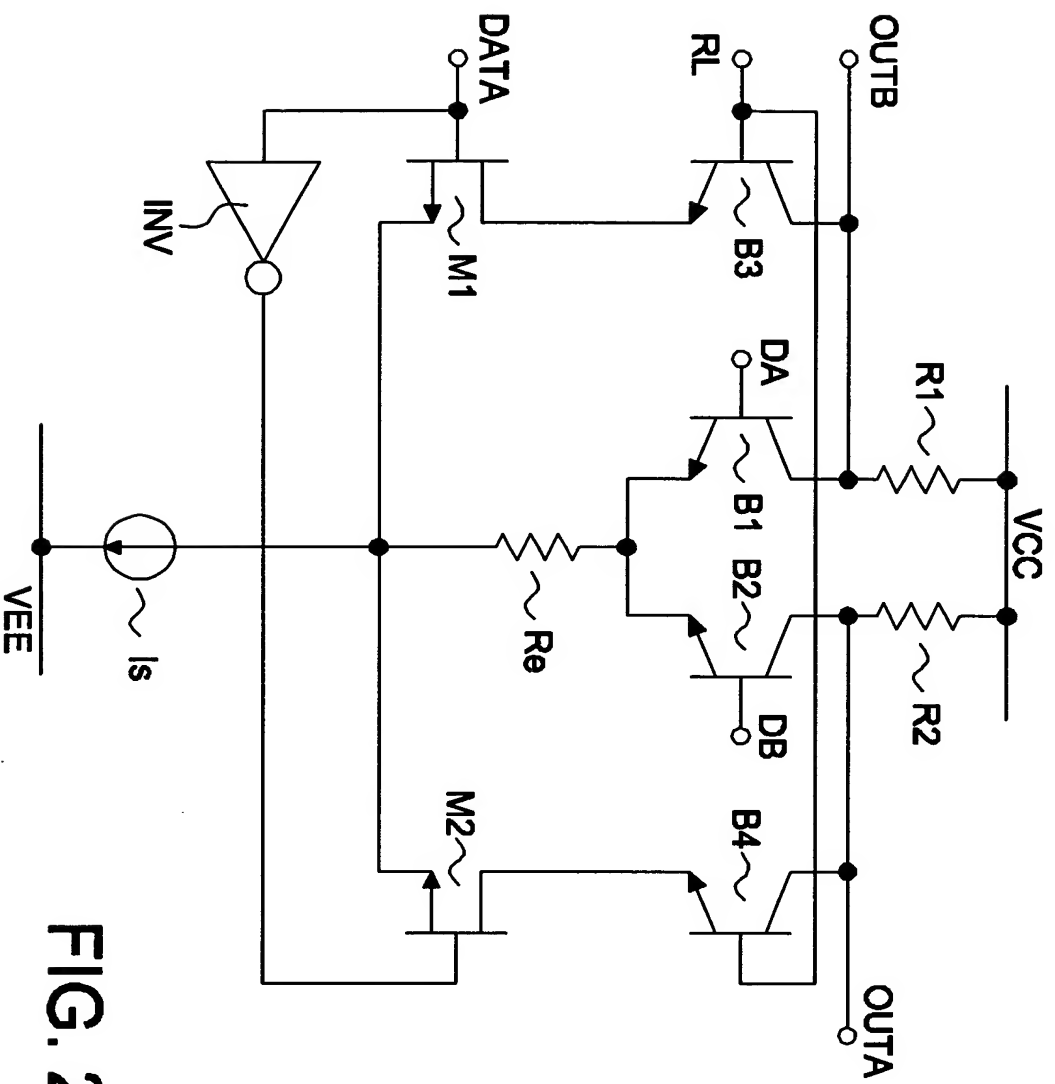 VCC
R1
R2
OUTB
OUTA
RL
B3
DA
B1
B2
DB
B4
DATA
M1
Re
M2
INV
Is
VEE
FIG. 2